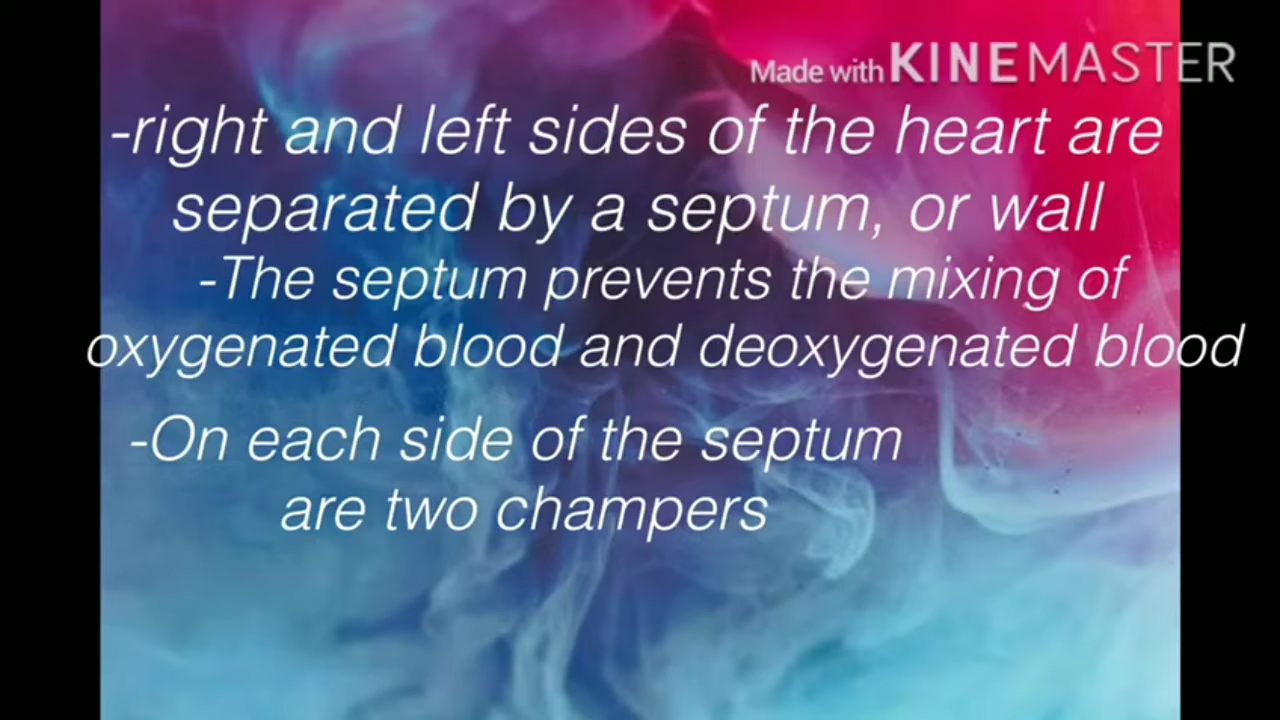 Made with KINEMASTER
-right and left sides of the heart are
separated by a septum, or wall
-The septum prevents the mixing of
oxygenated blood and deoxygenated blood
-On each side of the septum
are two champers